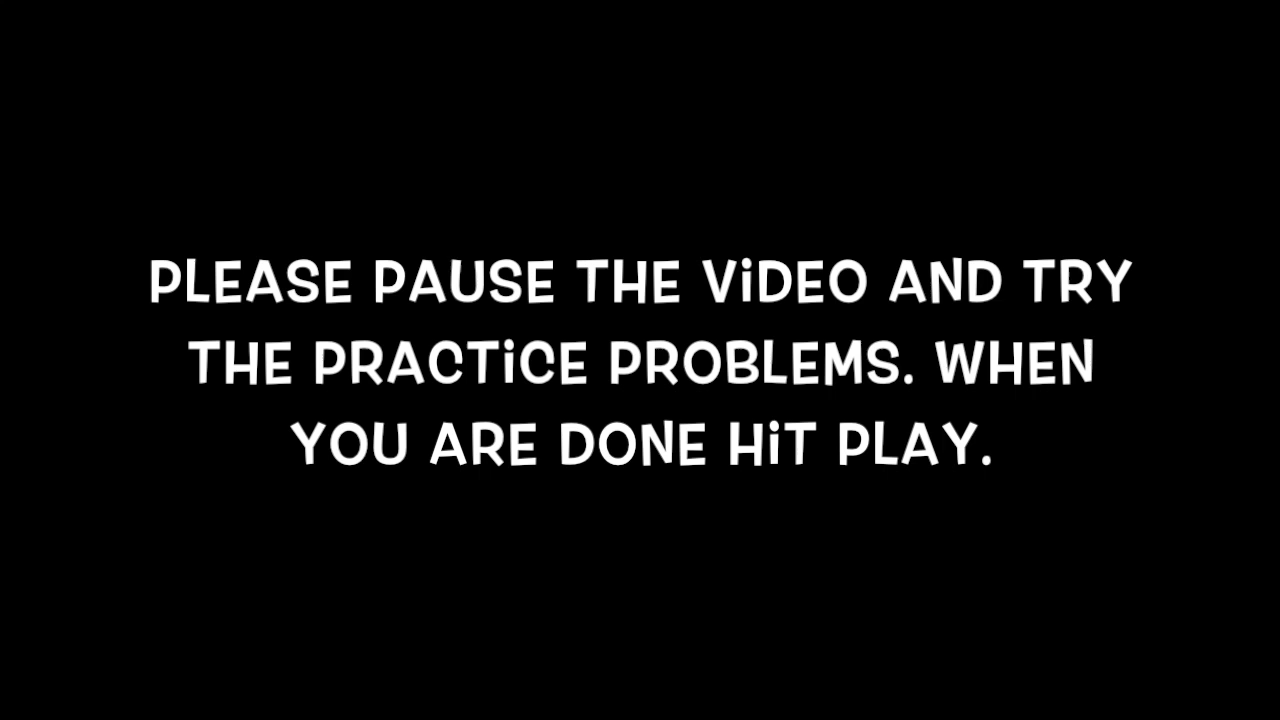 PLEASE PAUSE THE VIDEO AND TRY
THE PRACTICE PROBLEMS. WHEN
YOU ARE DONE HIT PLAY.